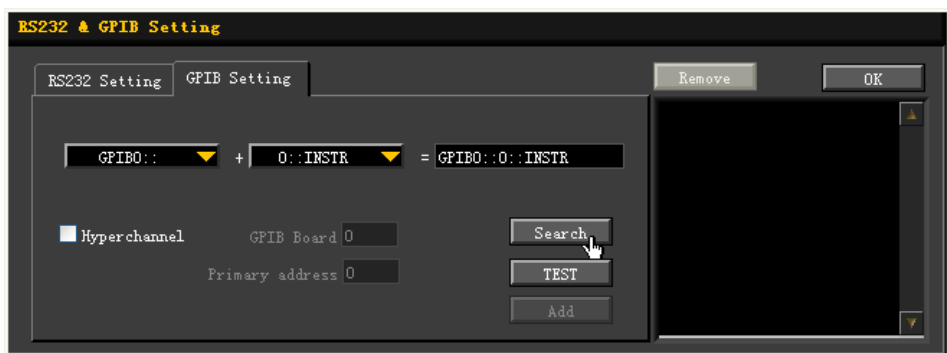 RS232 & GPIB Setting
RS232 Setting GPIB Setting Remove OK
GPIB0:: + 0::INSTR = GPIB0::0::INSTR
Hyperchannel GPIB Board 0 Search
Primary address 0 TEST
Add